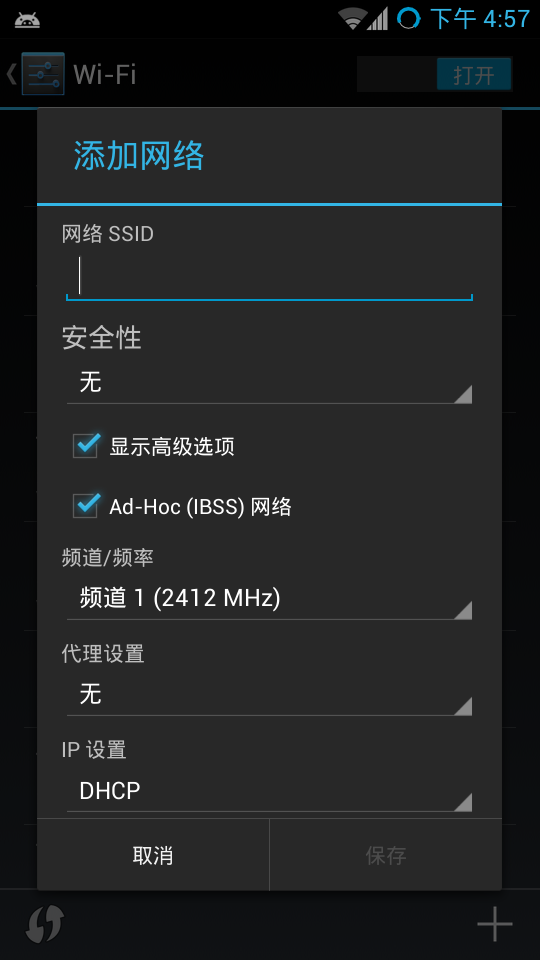 下午 4:57
Wi-Fi
打开
添加网络
网络 SSID
安全性
无
显示高级选项
Ad-Hoc (IBSS) 网络
频道/频率
频道 1 (2412 MHz)
代理设置
无
IP 设置
DHCP
取消
保存